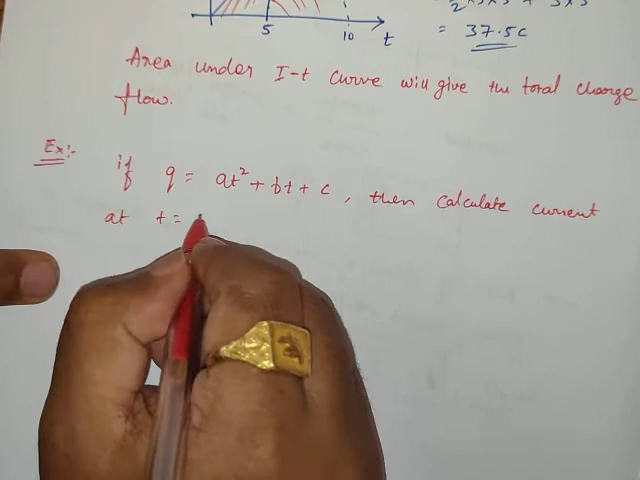 5 10 t
= 37.5c
Area under I-t curve will give the total charge
flow.
Ex:- if q = at² + bt + c, then calculate current
at t =